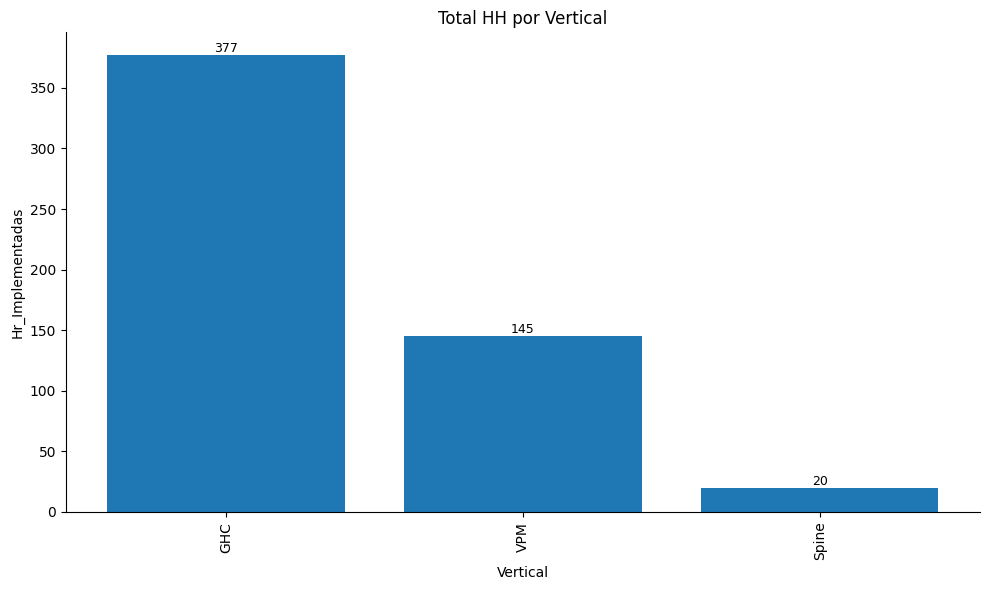 Total HH por Vertical
377
145
20
350
300
250
200
150
100
50
0
Hr_Implementadas
GHC
VPM
Spine
Vertical